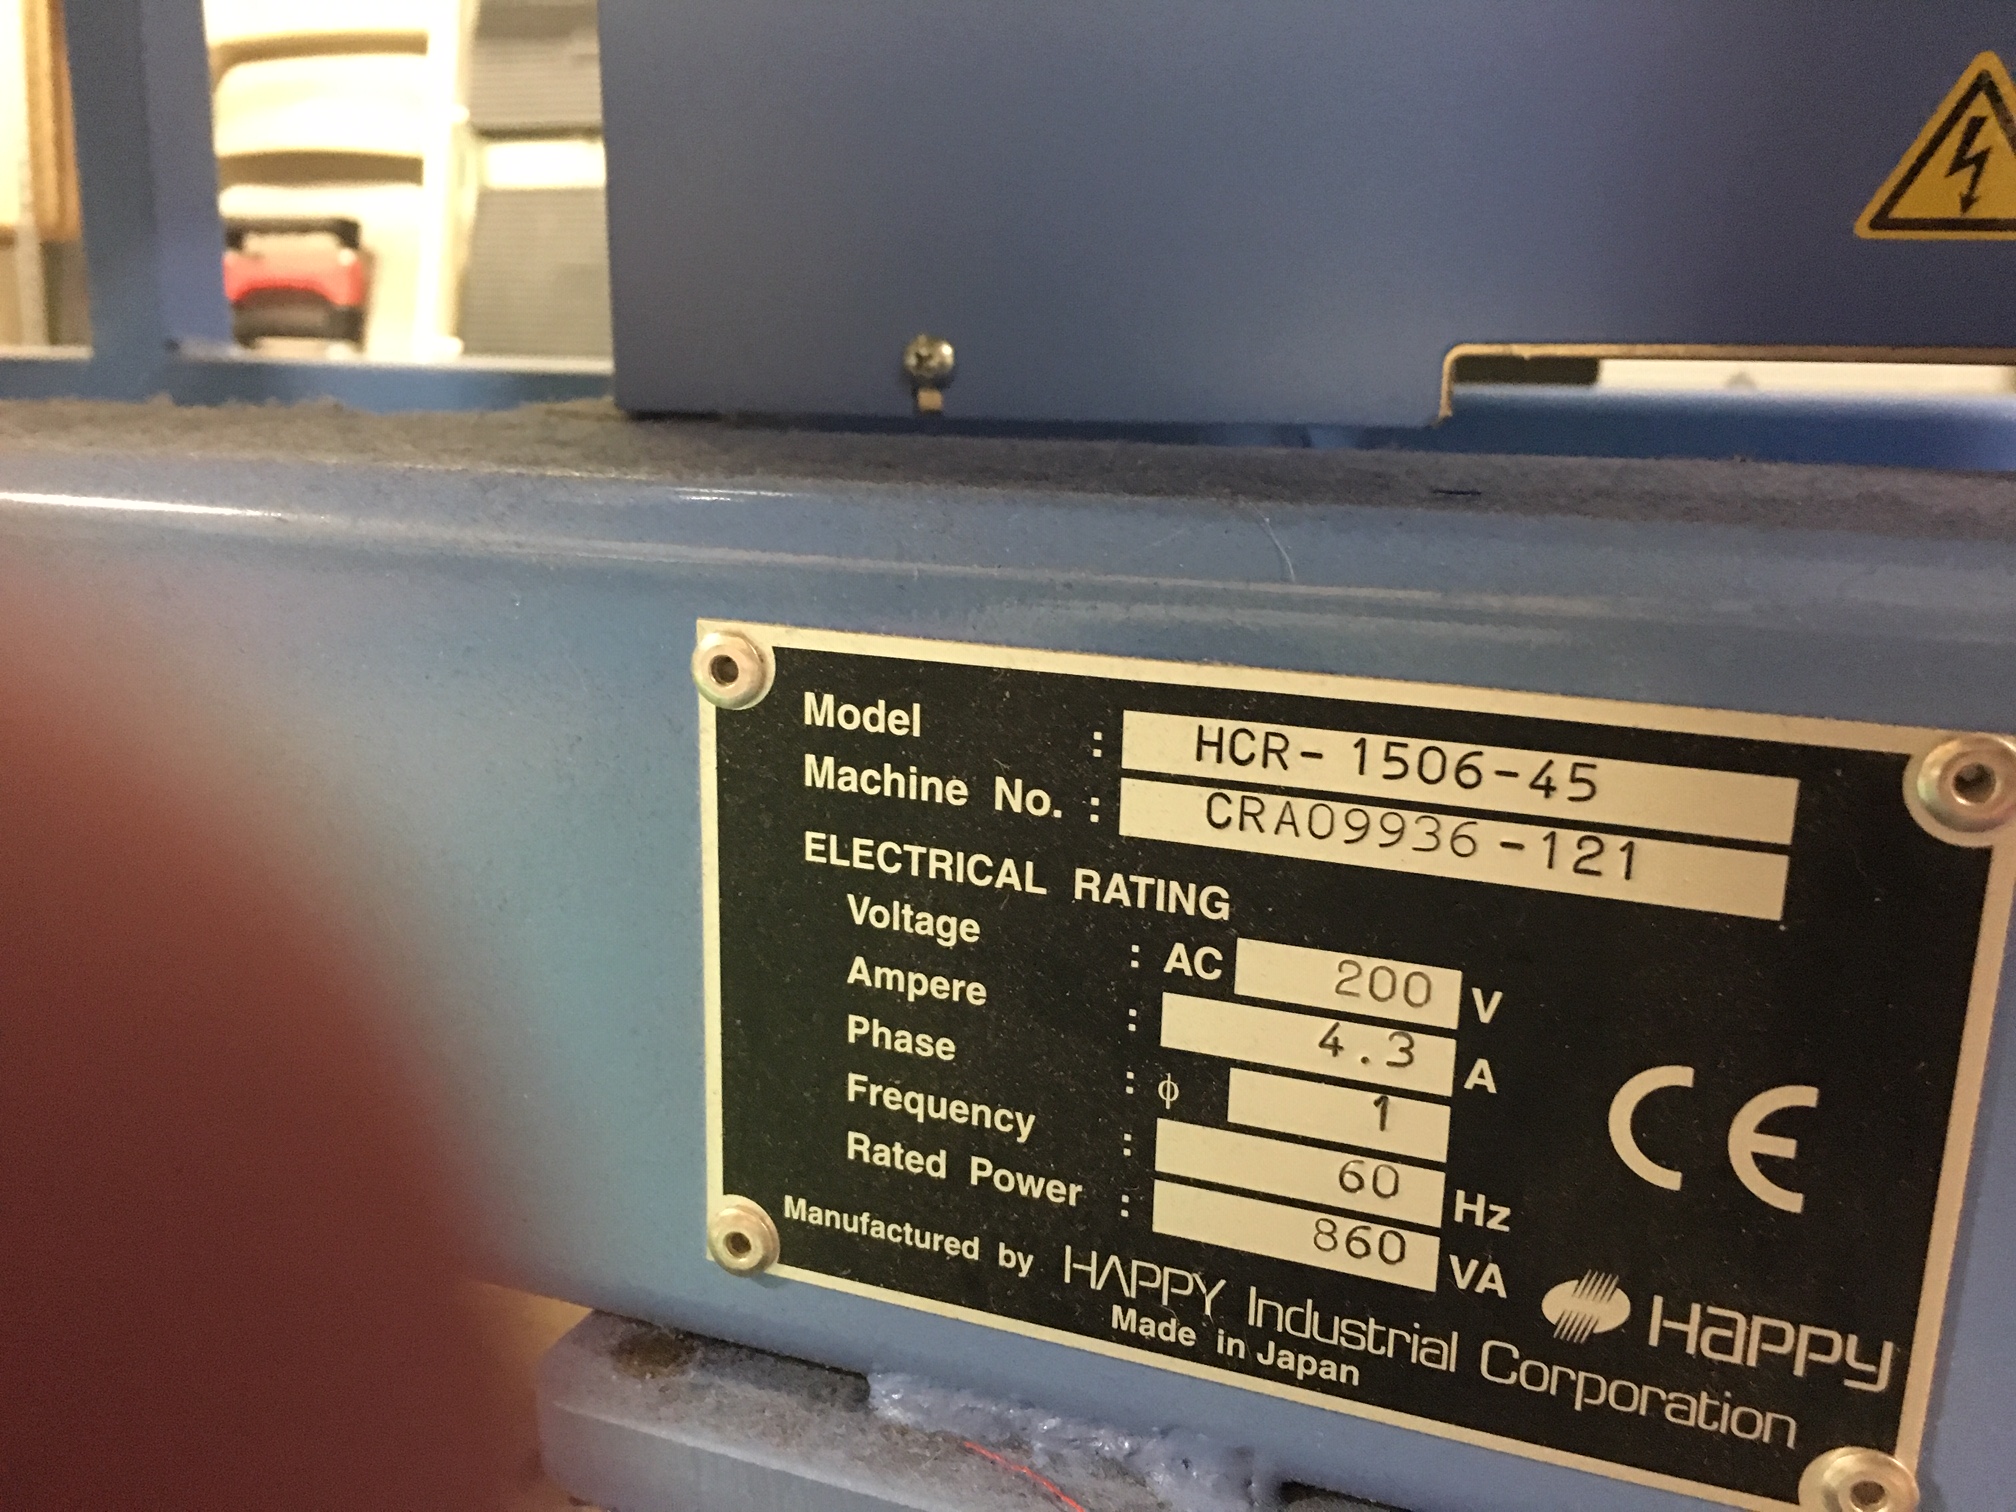 Model : HCR-1506-45
Machine No. : CRA09936-121
ELECTRICAL RATING
Voltage : AC 200 V
Ampere : 4.3 A
Phase : ϕ 1
Frequency : 60 Hz
Rated Power : 860 VA
CE
Manufactured by HAPPY Industrial Corporation
Made in Japan
Happy